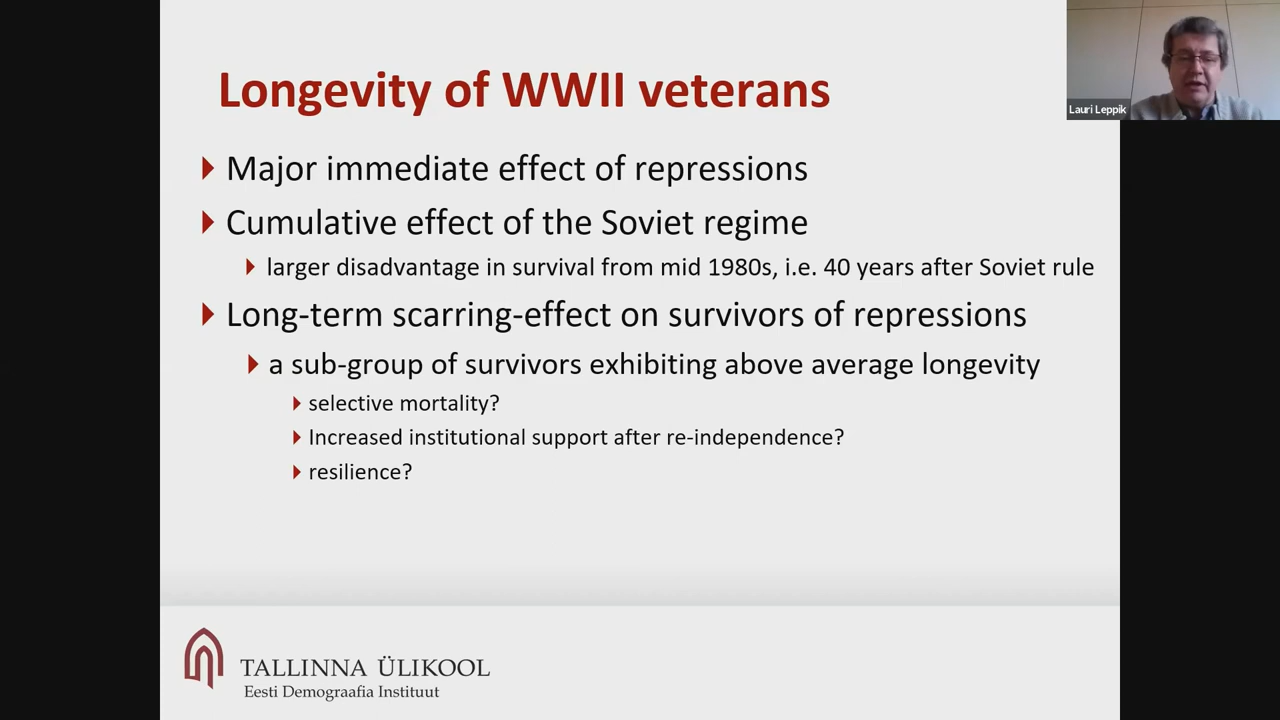 Longevity of WWII veterans
Lauri Leppik
Major immediate effect of repressions
Cumulative effect of the Soviet regime
larger disadvantage in survival from mid 1980s, i.e. 40 years after Soviet rule
Long-term scarring-effect on survivors of repressions
a sub-group of survivors exhibiting above average longevity
selective mortality?
Increased institutional support after re-independence?
resilience?
TALLINNA ÜLIKOOL
Eesti Demograafia Instituut